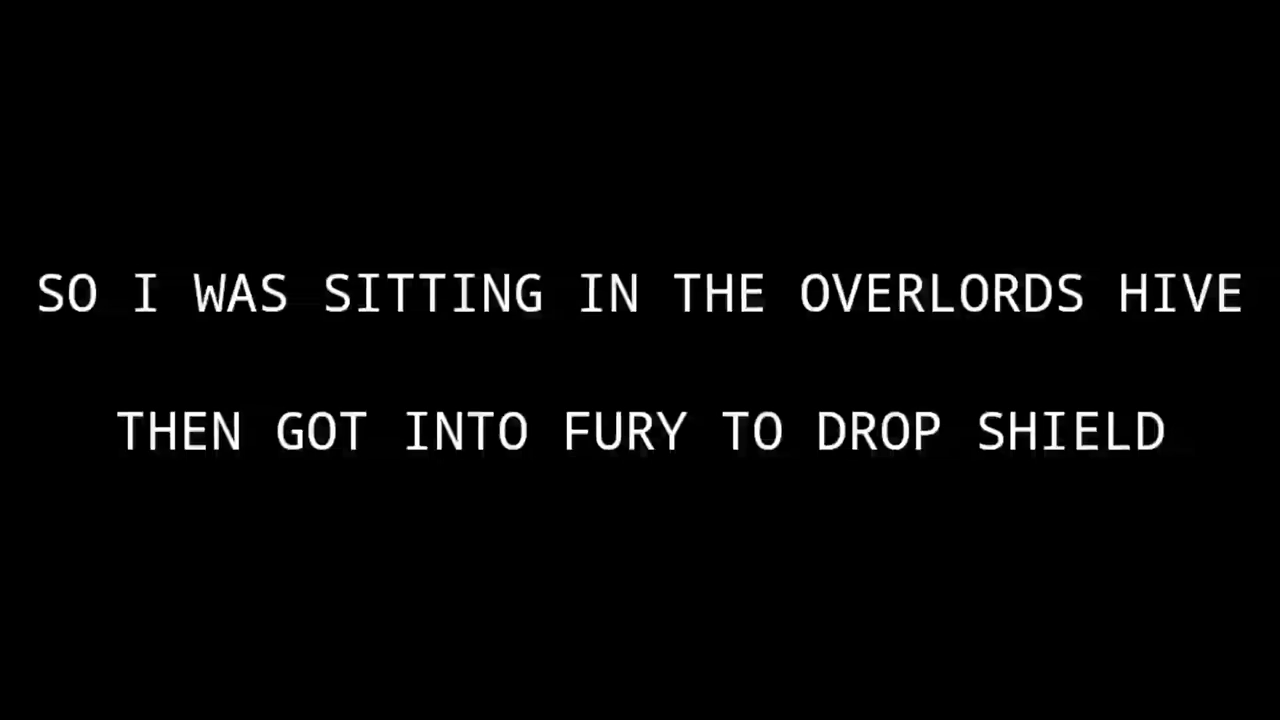 SO I WAS SITTING IN THE OVERLORDS HIVE
THEN GOT INTO FURY TO DROP SHIELD